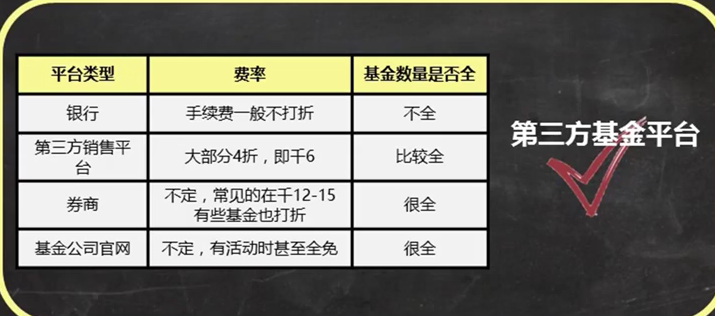 平台类型 费率 基金数量是否全
银行 手续费一般不打折 不全
第三方销售平
台 大部分4折，即千6 比较全
券商 不定，常见的在千12-15
有些基金也打折 很全
基金公司官网 不定，有活动时甚至全免 很全
第三方基金平台